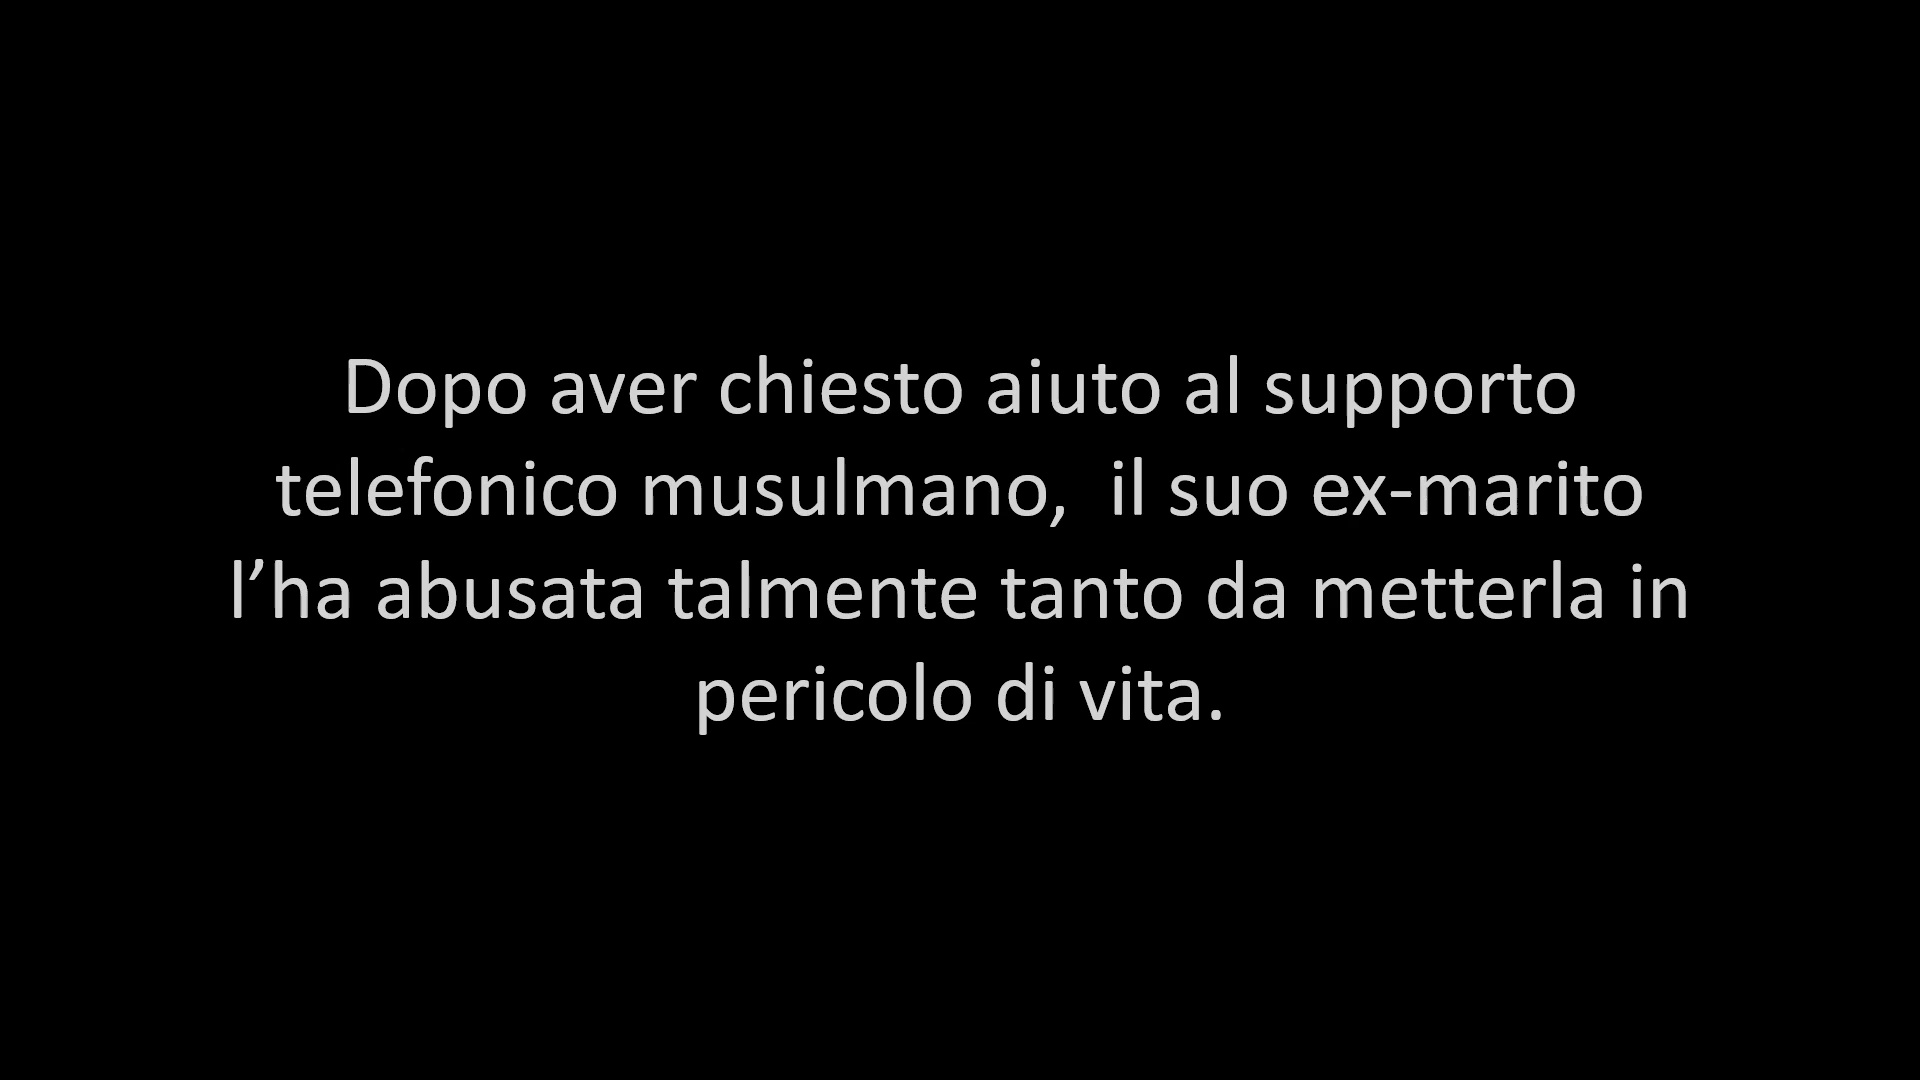 Dopo aver chiesto aiuto al supporto
telefonico musulmano,  il suo ex-marito
l’ha abusata talmente tanto da metterla in
pericolo di vita.